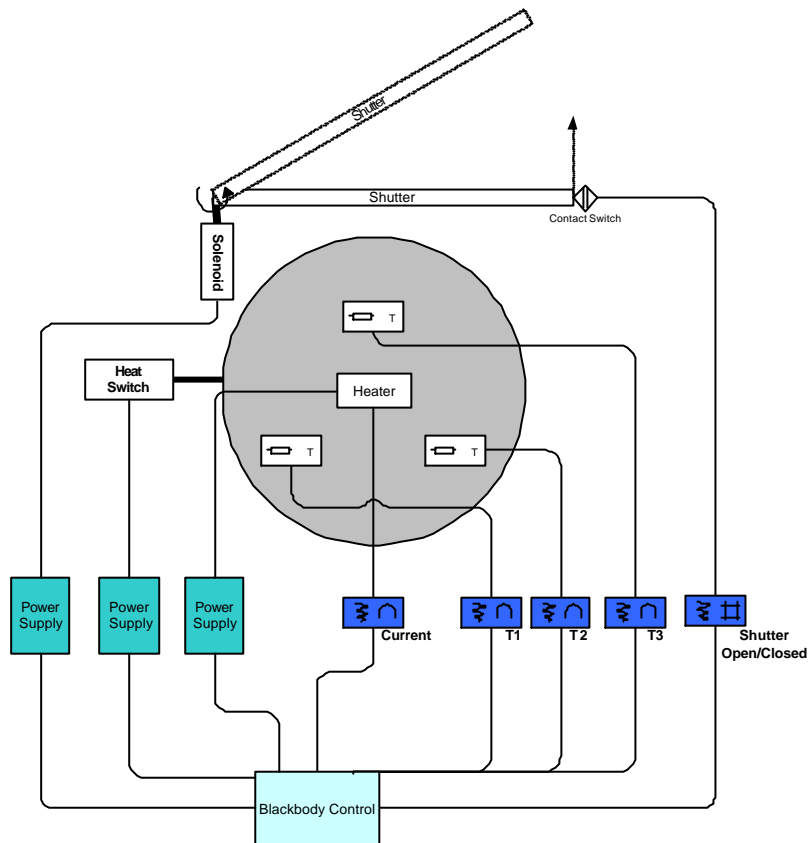 Shutter
Shutter
Contact Switch
Solenoid
T
Heat
Switch
Heater
T
T
Power
Supply
Power
Supply
Power
Supply
Current
T1
T2
T3
Shutter
Open/Closed
Blackbody Control